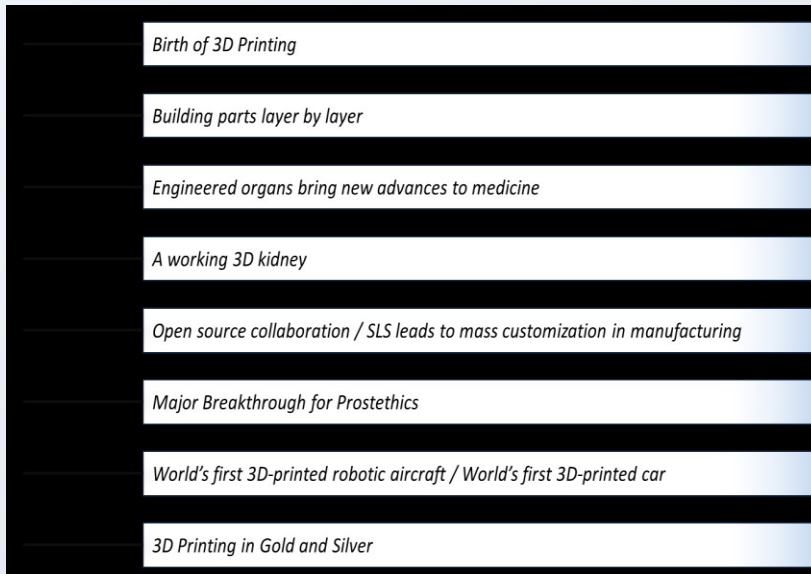 Birth of 3D Printing
Building parts layer by layer
Engineered organs bring new advances to medicine
A working 3D kidney
Open source collaboration / SLS leads to mass customization in manufacturing
Major Breakthrough for Prostethics
World’s first 3D-printed robotic aircraft / World’s first 3D-printed car
3D Printing in Gold and Silver